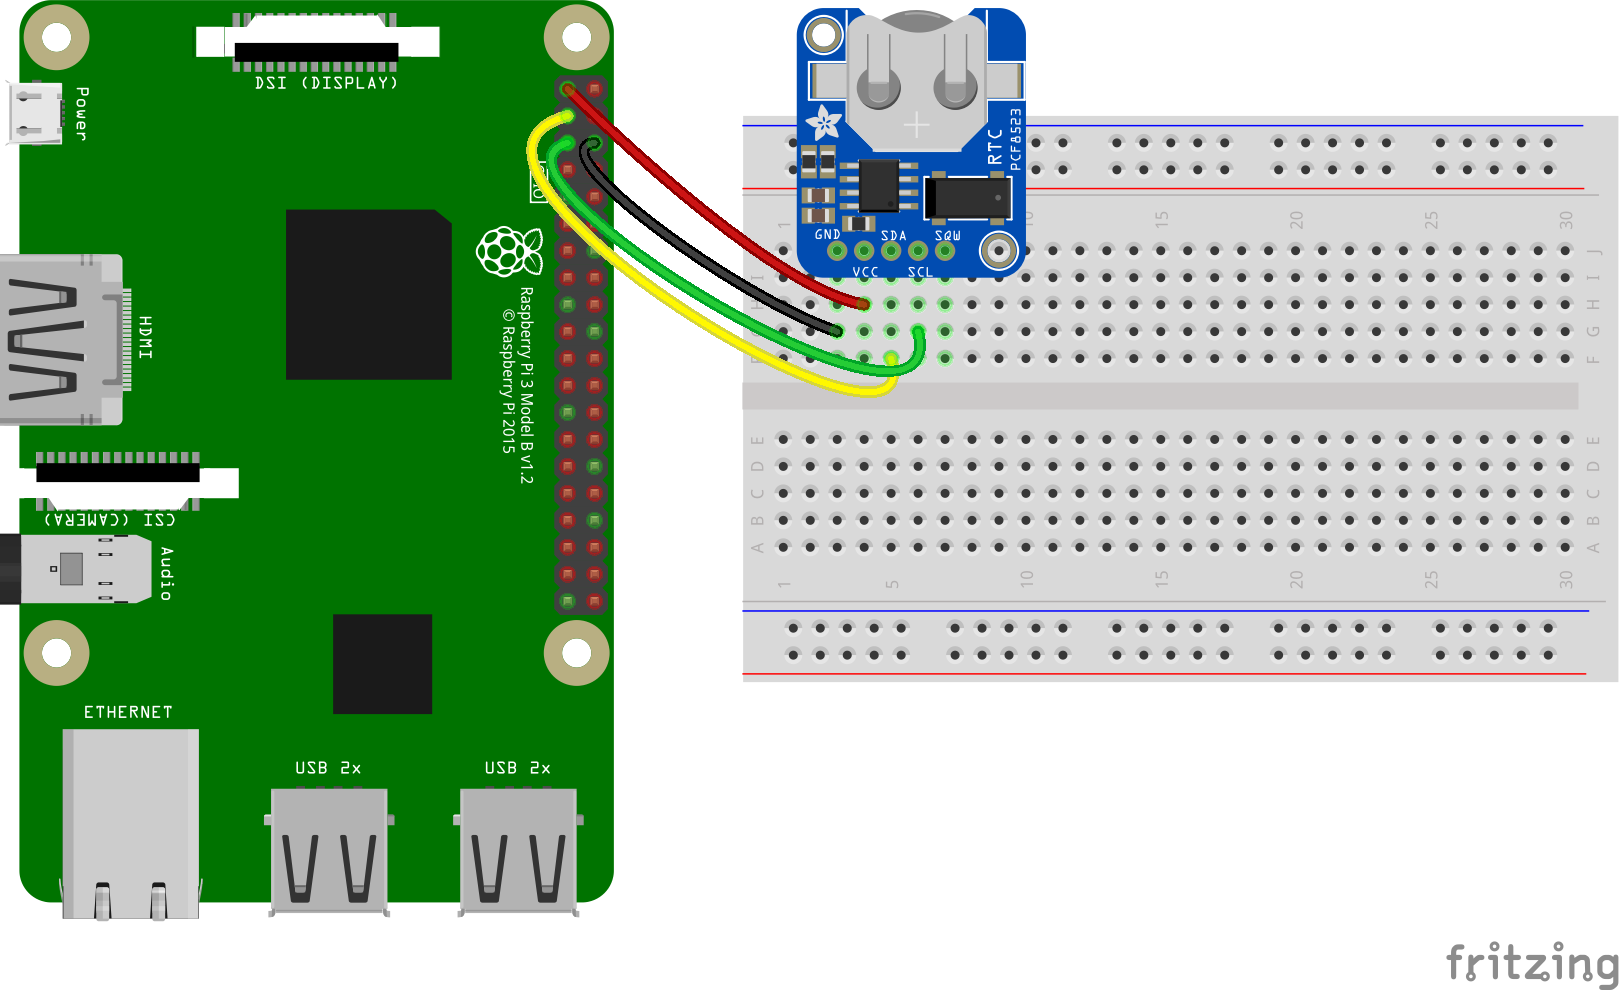 DSI (DISPLAY)
Power
HDMI
Raspberry Pi 3 Model B v1.2
© Raspberry Pi 2015
CSI (CAMERA)
Audio
ETHERNET
USB 2x
USB 2x
RTC
PCF8523
GND
SDA
SQW
VCC
SCL
1
10
15
20
25
30
J
I
I
H
H
G
G
F
F
E
E
D
D
C
C
B
B
A
A
1
5
10
15
20
25
30
fritzing